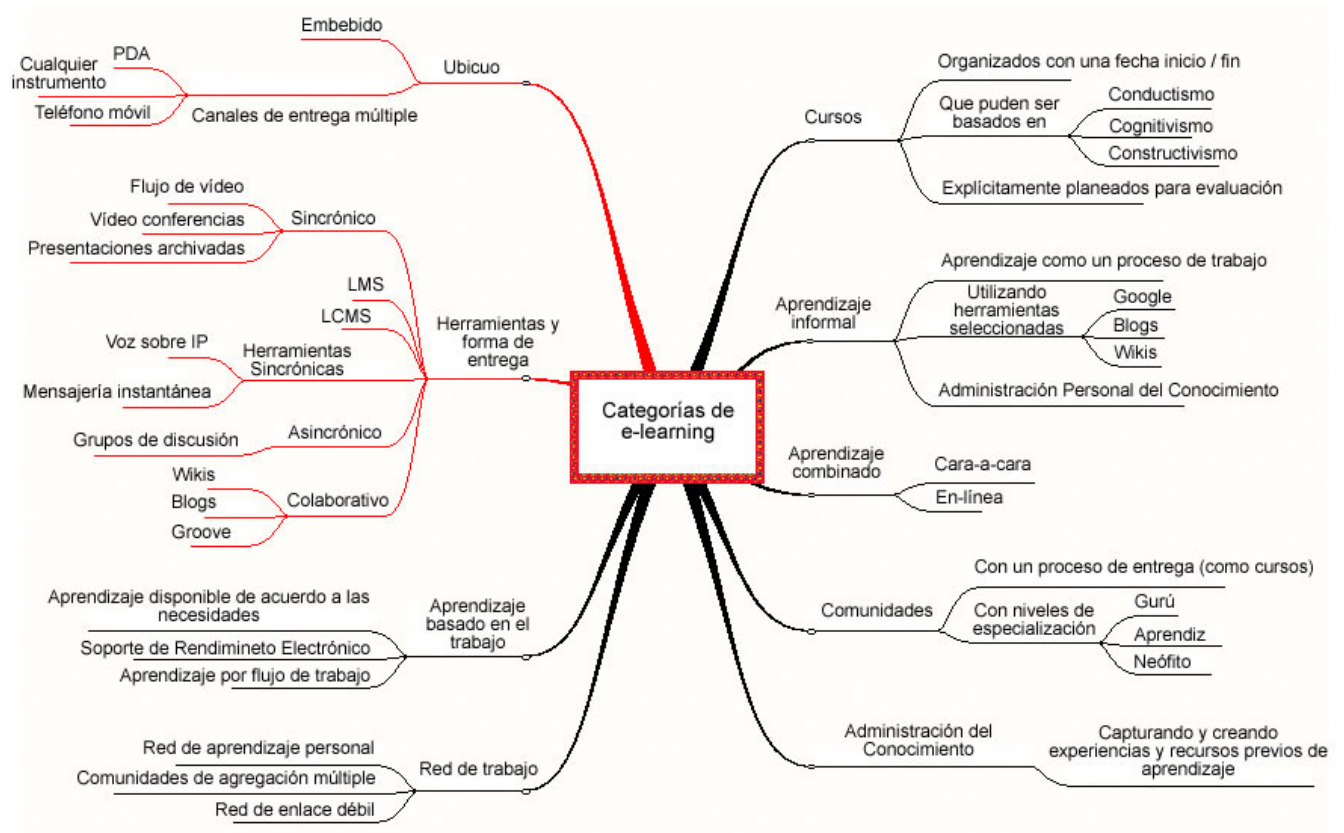 Categorías de
e-learning
Ubicuo
Embebido
Canales de entrega múltiple
PDA
Cualquier
instrumento
Teléfono móvil
Herramientas y
forma de
entrega
Sincrónico
Flujo de vídeo
Vídeo conferencias
Presentaciones archivadas
LMS
LCMS
Herramientas
Sincrónicas
Voz sobre IP
Mensajería instantánea
Asincrónico
Grupos de discusión
Colaborativo
Wikis
Blogs
Groove
Aprendizaje
basado en el
trabajo
Aprendizaje disponible de acuerdo a las
necesidades
Soporte de Rendimineto Electrónico
Aprendizaje por flujo de trabajo
Red de trabajo
Red de aprendizaje personal
Comunidades de agregación múltiple
Red de enlace débil
Cursos
Organizados con una fecha inicio / fin
Que puden ser
basados en
Conductismo
Cognitivismo
Constructivismo
Explícitamente planeados para evaluación
Aprendizaje
informal
Aprendizaje como un proceso de trabajo
Utilizando
herramientas
seleccionadas
Google
Blogs
Wikis
Administración Personal del Conocimiento
Aprendizaje
combinado
Cara-a-cara
En-línea
Comunidades
Con un proceso de entrega (como cursos)
Con niveles de
especialización
Gurú
Aprendiz
Neófito
Administración del
Conocimiento
Capturando y creando
experiencias y recursos previos de
aprendizaje